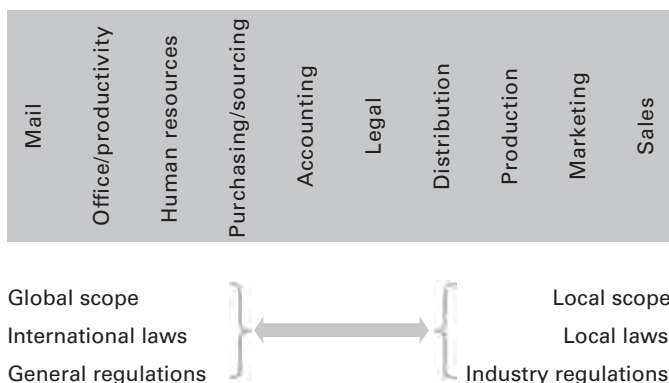 Mail
Office/productivity
Human resources
Purchasing/sourcing
Accounting
Legal
Distribution
Production
Marketing
Sales
Global scope
International laws
General regulations
Local scope
Local laws
Industry regulations